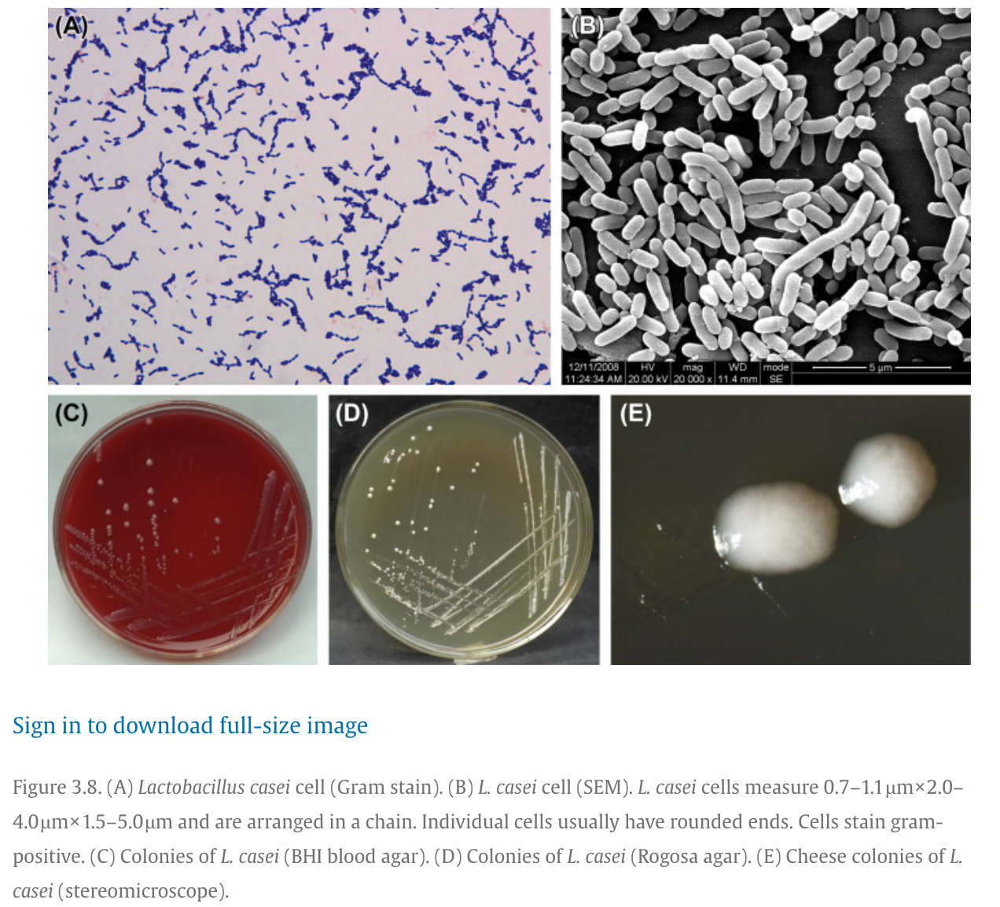 (A)
(B)
12/11/2008 HV mag WD mode 5 µm
11:24:34 AM 20.00 kV 20 000 x 11.4 mm SE
(C)
(D)
(E)
Sign in to download full-size image
Figure 3.8. (A) Lactobacillus casei cell (Gram stain). (B) L. casei cell (SEM). L. casei cells measure 0.7–1.1 µm×2.0–
4.0µm×1.5–5.0µm and are arranged in a chain. Individual cells usually have rounded ends. Cells stain gram-
positive. (C) Colonies of L. casei (BHI blood agar). (D) Colonies of L. casei (Rogosa agar). (E) Cheese colonies of L.
casei (stereomicroscope).